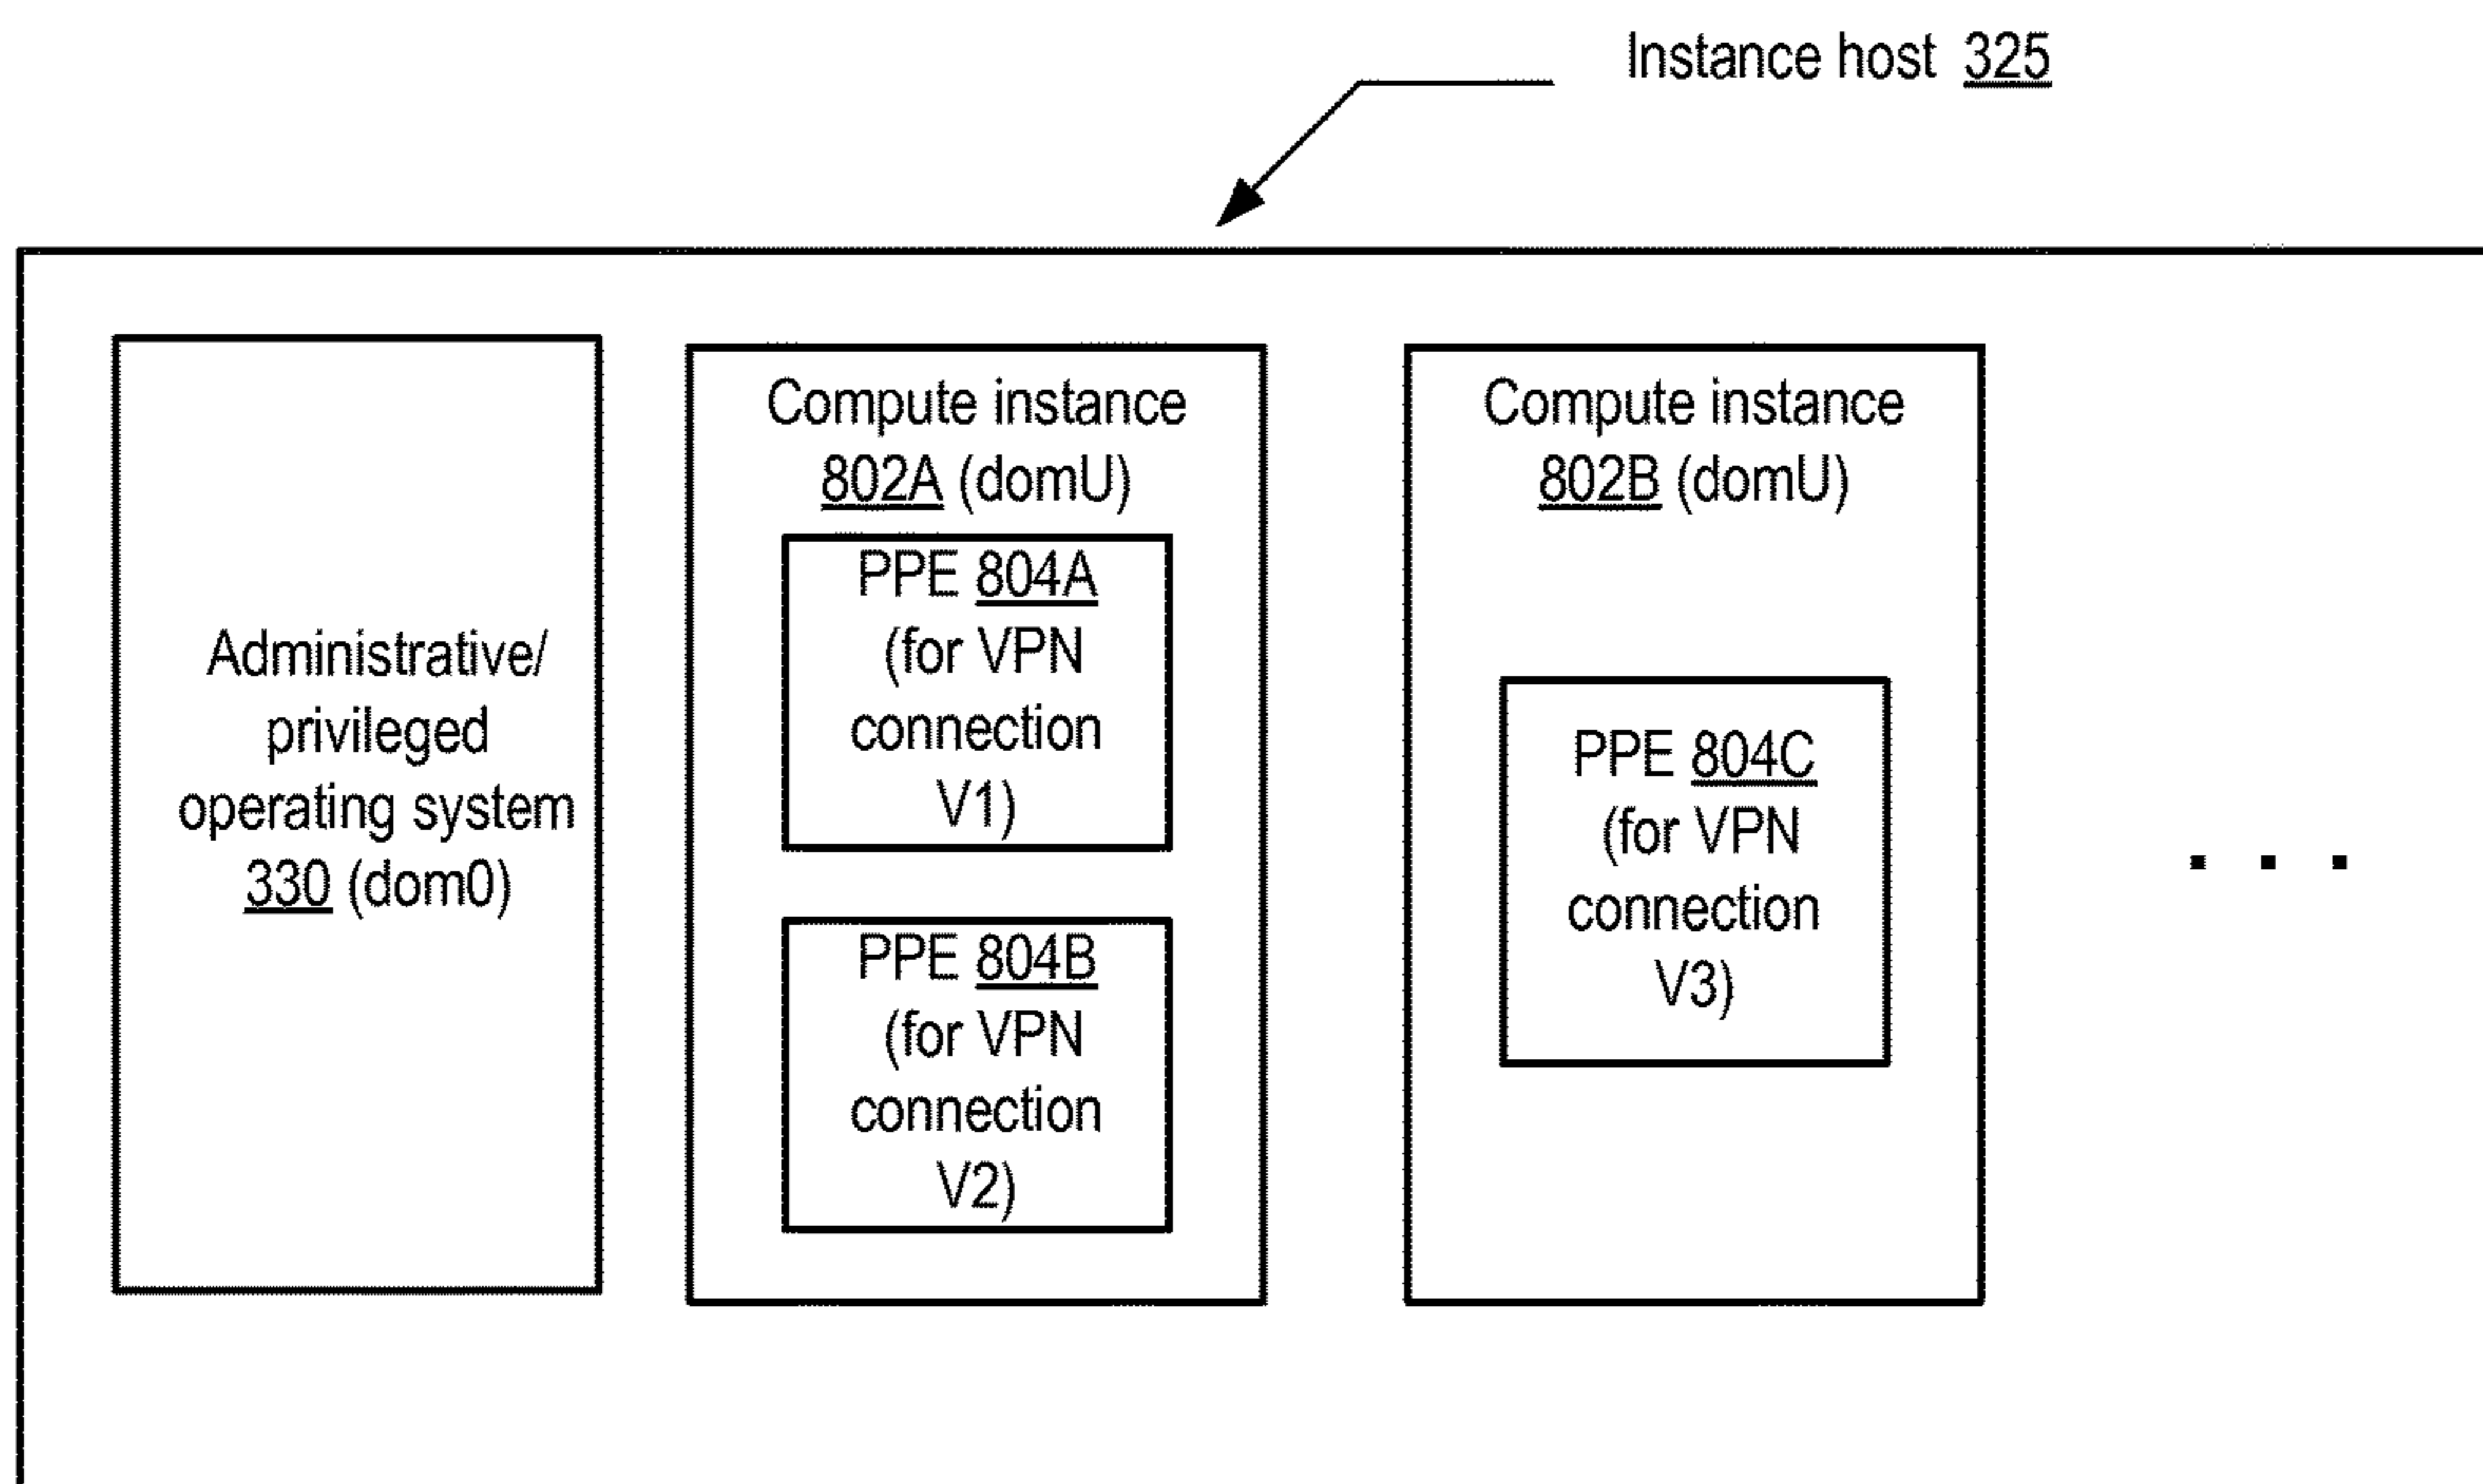 Instance host 325
Administrative/
privileged
operating system
330 (dom0)
Compute instance
802A (domU)
PPE 804A
(for VPN
connection
V1)
PPE 804B
(for VPN
connection
V2)
Compute instance
802B (domU)
PPE 804C
(for VPN
connection
V3)
. . .